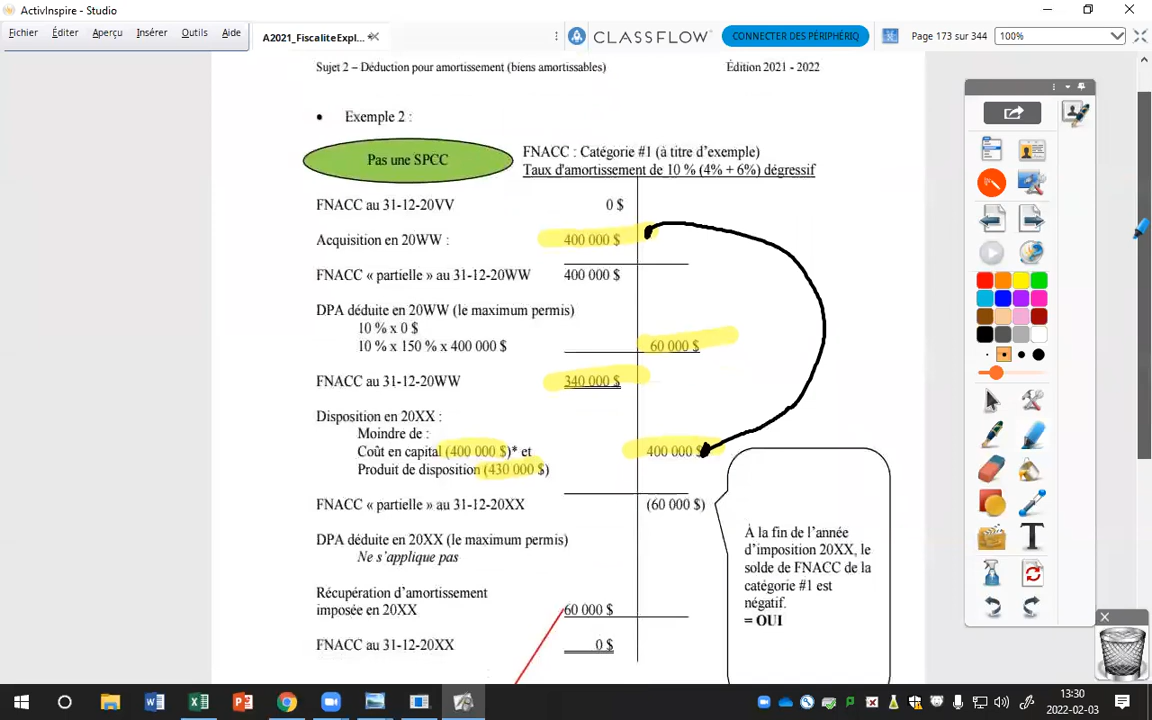 ActivInspire - Studio
Fichier Éditer Aperçu Insérer Outils Aide
A2021_FiscaliteExpl...
CLASSFLOW
CONNECTER DES PÉRIPHÉRIQ
Page 173 sur 344
100%
Sujet 2 – Déduction pour amortissement (biens amortissables) Édition 2021 - 2022
• Exemple 2 :
Pas une SPCC
FNACC : Catégorie #1 (à titre d'exemple)
Taux d'amortissement de 10 % (4% + 6%) dégressif
FNACC au 31-12-20VV 0 $
Acquisition en 20WW : 400 000 $
FNACC « partielle » au 31-12-20WW 400 000 $
DPA déduite en 20WW (le maximum permis)
10 % x 0 $
10 % x 150 % x 400 000 $ 60 000 $
FNACC au 31-12-20WW 340 000 $
Disposition en 20XX :
Moindre de :
Coût en capital (400 000 $)* et 400 000 $
Produit de disposition (430 000 $)
FNACC « partielle » au 31-12-20XX (60 000 $)
DPA déduite en 20XX (le maximum permis)
Ne s'applique pas
Récupération d'amortissement
imposée en 20XX 60 000 $
FNACC au 31-12-20XX 0 $
À la fin de l'année
d'imposition 20XX, le
solde de FNACC de la
catégorie #1 est
négatif.
= OUI
T
13:30
2022-02-03